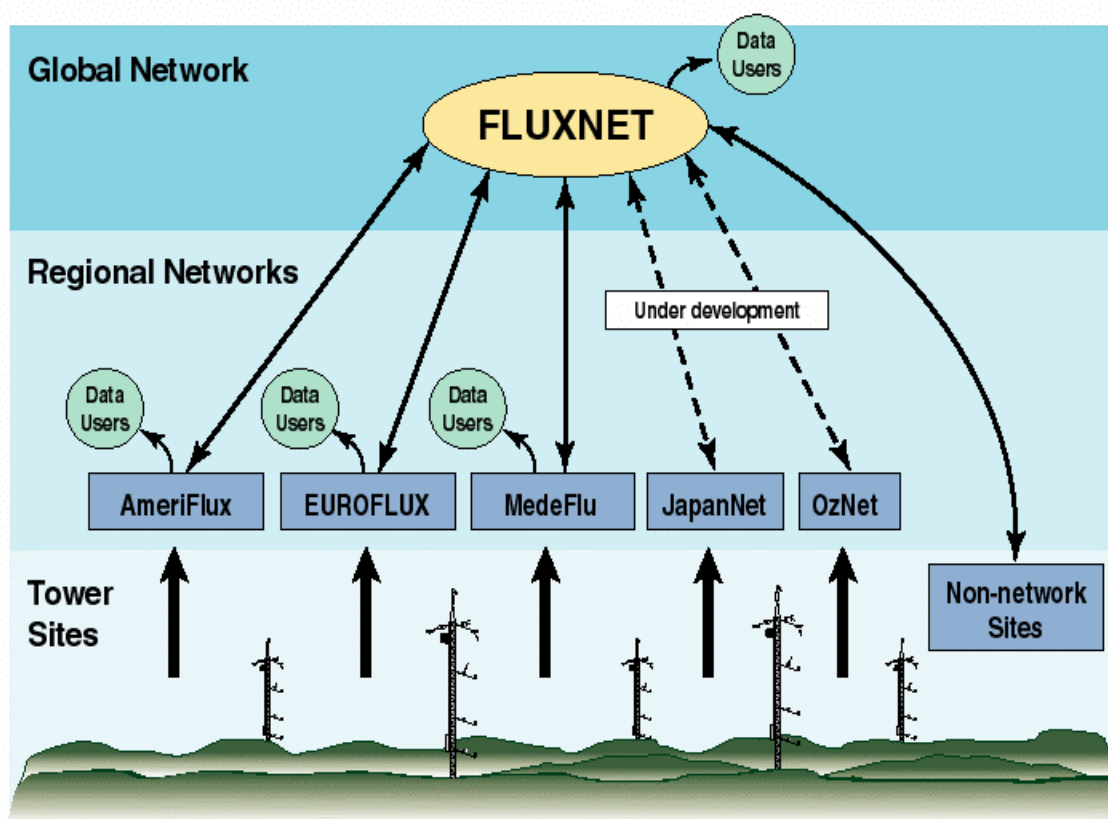 Global Network
Data
Users
FLUXNET
Regional Networks
Under development
Data
Users
Data
Users
Data
Users
AmeriFlux
EUROFLUX
MedeFlu
JapanNet
OzNet
Tower
Sites
Non-network
Sites